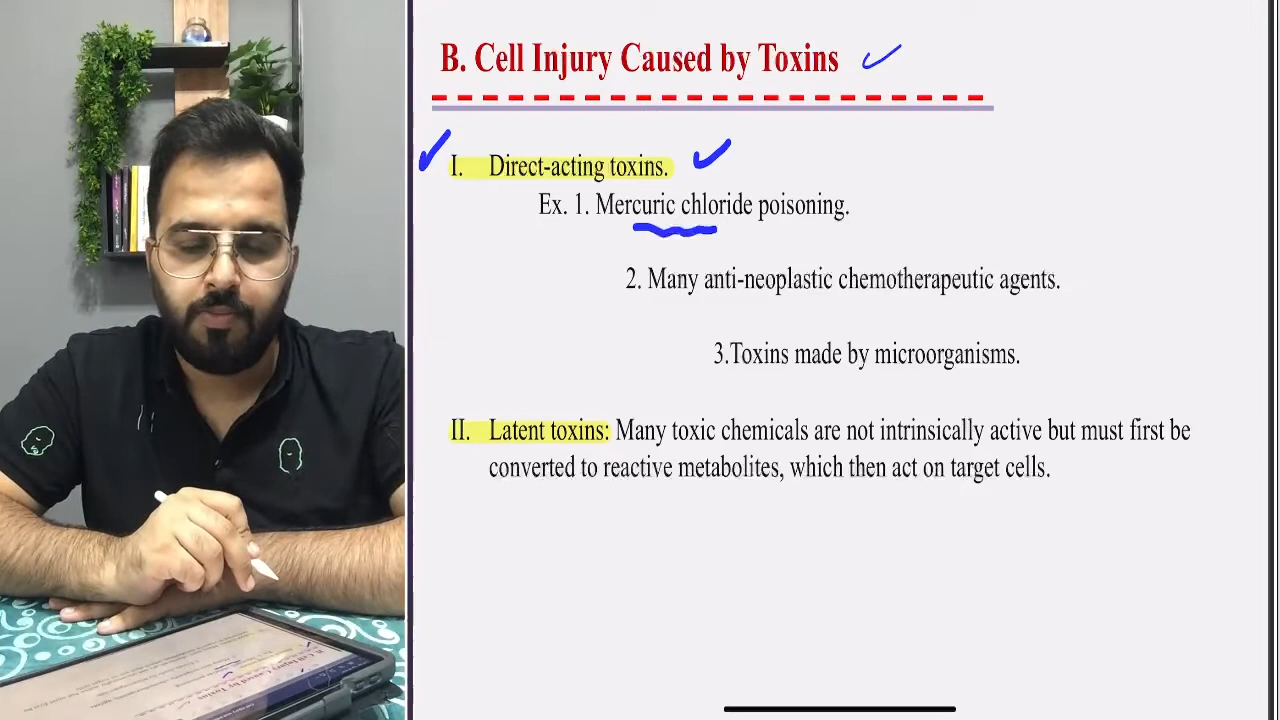 B. Cell Injury Caused by Toxins
I. Direct-acting toxins.
Ex. 1. Mercuric chloride poisoning.
2. Many anti-neoplastic chemotherapeutic agents.
3.Toxins made by microorganisms.
II. Latent toxins: Many toxic chemicals are not intrinsically active but must first be
converted to reactive metabolites, which then act on target cells.